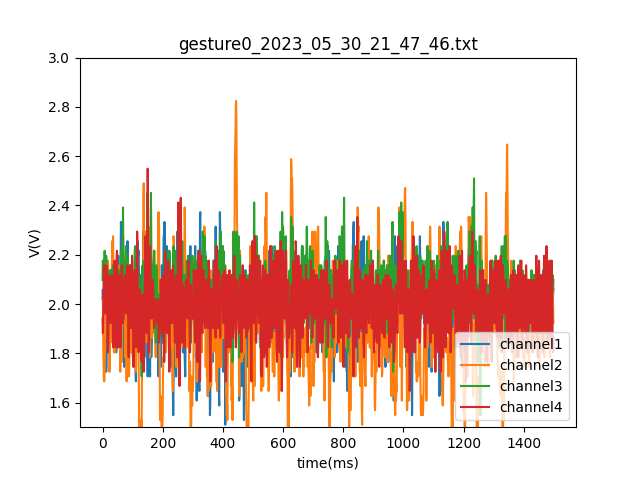 gesture0_2023_05_30_21_47_46.txt
3.0
2.8
2.6
2.4
2.2
2.0
1.8
1.6
V(V)
channel1
channel2
channel3
channel4
0 200 400 600 800 1000 1200 1400
time(ms)